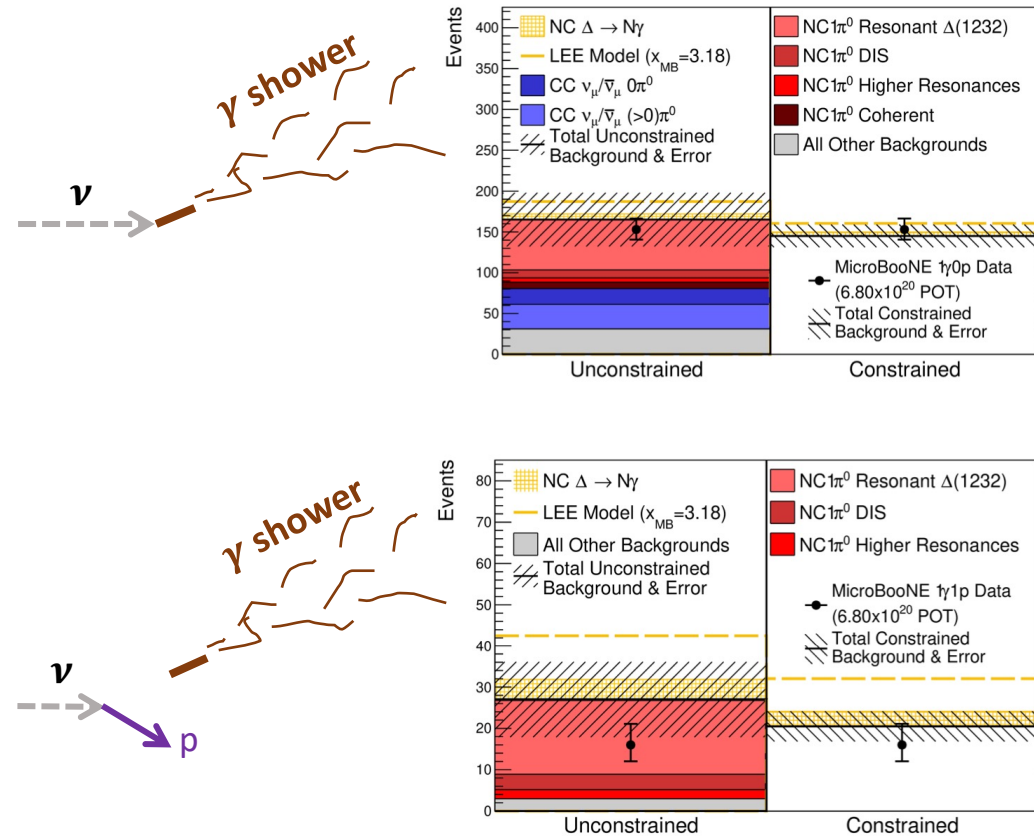 γ shower
ν
Events
400
350
300
250
200
150
100
50
0
NC Δ → Nγ
LEE Model (x_MB=3.18)
CC ν_μ/ν̅_μ 0π⁰
CC ν_μ/ν̅_μ (>0)π⁰
Total Unconstrained
Background & Error
NC1π⁰ Resonant Δ(1232)
NC1π⁰ DIS
NC1π⁰ Higher Resonances
NC1π⁰ Coherent
All Other Backgrounds
MicroBooNE 1γ0p Data
(6.80x10²⁰ POT)
Total Constrained
Background & Error
Unconstrained
Constrained
γ shower
ν
p
Events
80
70
60
50
40
30
20
10
0
NC Δ → Nγ
LEE Model (x_MB=3.18)
All Other Backgrounds
Total Unconstrained
Background & Error
NC1π⁰ Resonant Δ(1232)
NC1π⁰ DIS
NC1π⁰ Higher Resonances
MicroBooNE 1γ1p Data
(6.80x10²⁰ POT)
Total Constrained
Background & Error
Unconstrained
Constrained